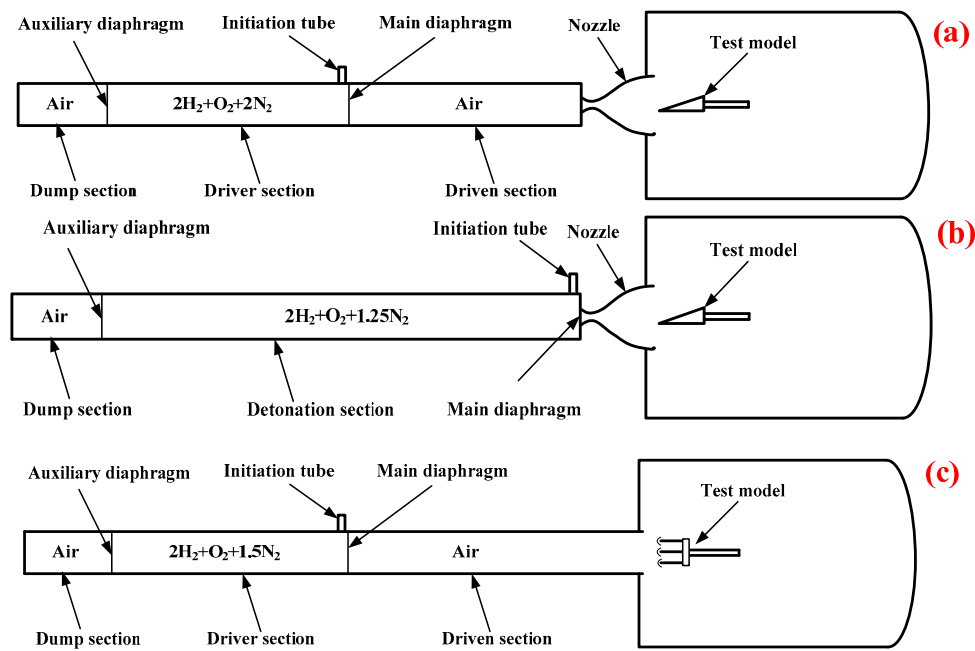 (a)
Auxiliary diaphragm
Initiation tube
Main diaphragm
Nozzle
Test model
Air
2H₂+O₂+2N₂
Air
Dump section
Driver section
Driven section
(b)
Auxiliary diaphragm
Initiation tube
Nozzle
Test model
Air
2H₂+O₂+1.25N₂
Dump section
Detonation section
Main diaphragm
(c)
Auxiliary diaphragm
Initiation tube
Main diaphragm
Test model
Air
2H₂+O₂+1.5N₂
Air
Dump section
Driver section
Driven section